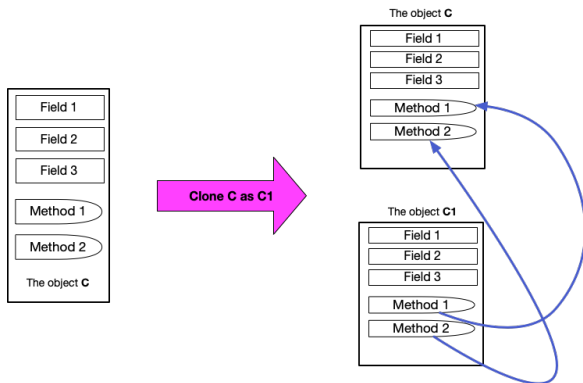 Field 1
Field 2
Field 3
Method 1
Method 2
The object C
Clone C as C1
The object C
Field 1
Field 2
Field 3
Method 1
Method 2
The object C1
Field 1
Field 2
Field 3
Method 1
Method 2